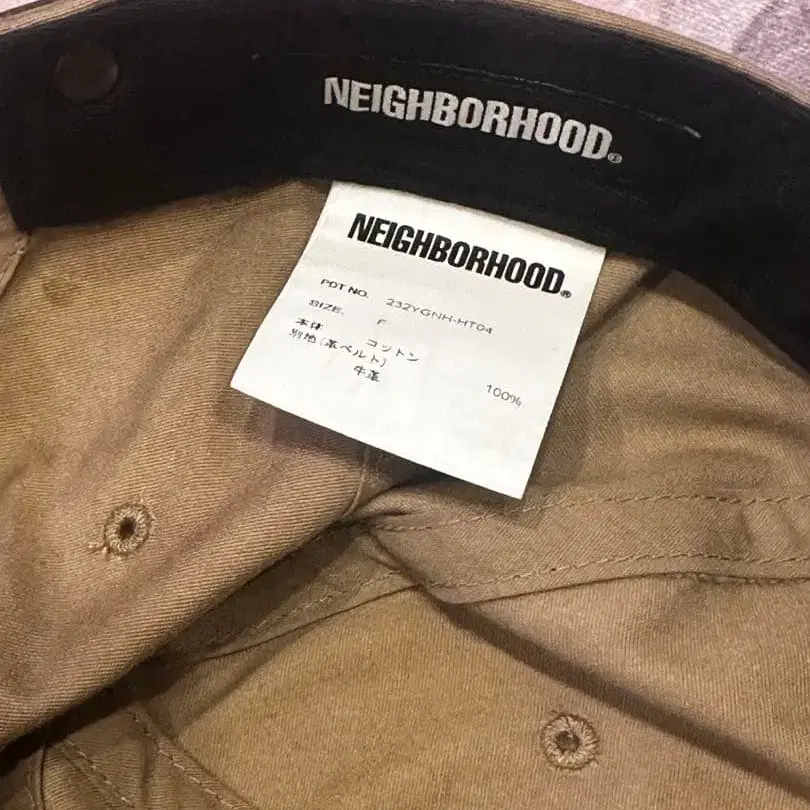 NEIGHBORHOOD®
NEIGHBORHOOD®
PDT NO. 232YGNH-HT04
SIZE. F
本体 コットン 100%
別地(革ベルト)
牛革